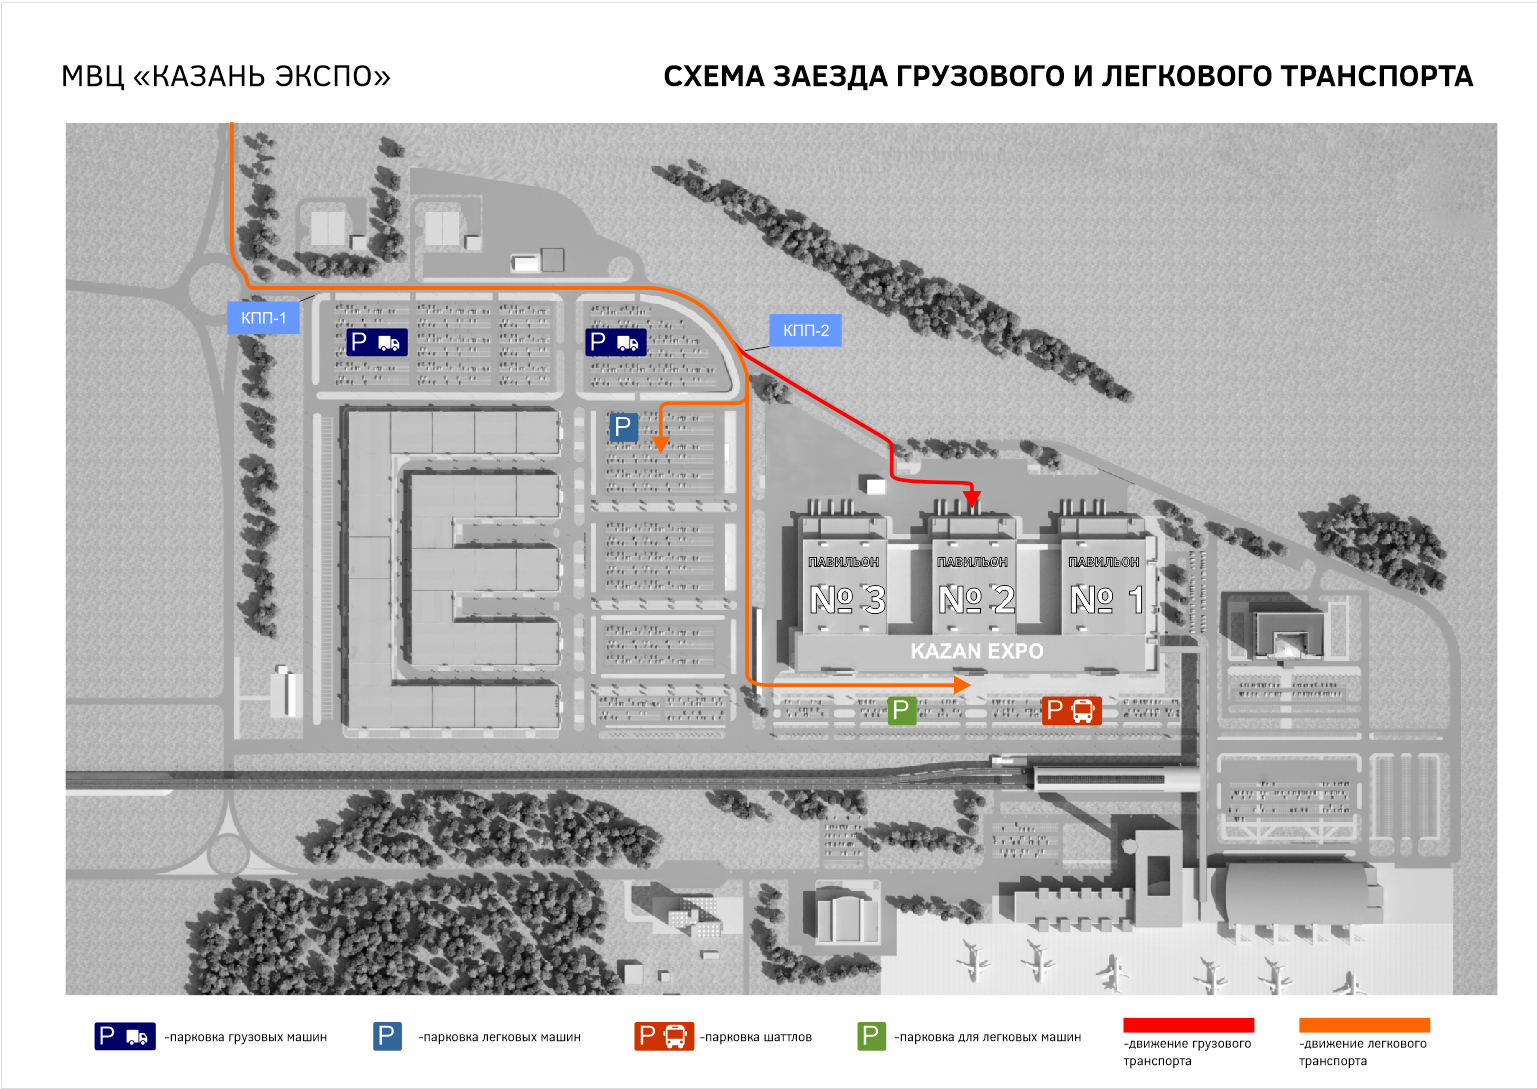 МВЦ «КАЗАНЬ ЭКСПО»
СХЕМА ЗАЕЗДА ГРУЗОВОГО И ЛЕГКОВОГО ТРАНСПОРТА
КПП-1
КПП-2
P
P
P
ПАВИЛЬОН
№ 3
ПАВИЛЬОН
№ 2
ПАВИЛЬОН
№ 1
KAZAN EXPO
P
P
P
-парковка грузовых машин
P
-парковка легковых машин
P
-парковка шаттлов
P
-парковка для легковых машин
-движение грузового
транспорта
-движение легкового
транспорта